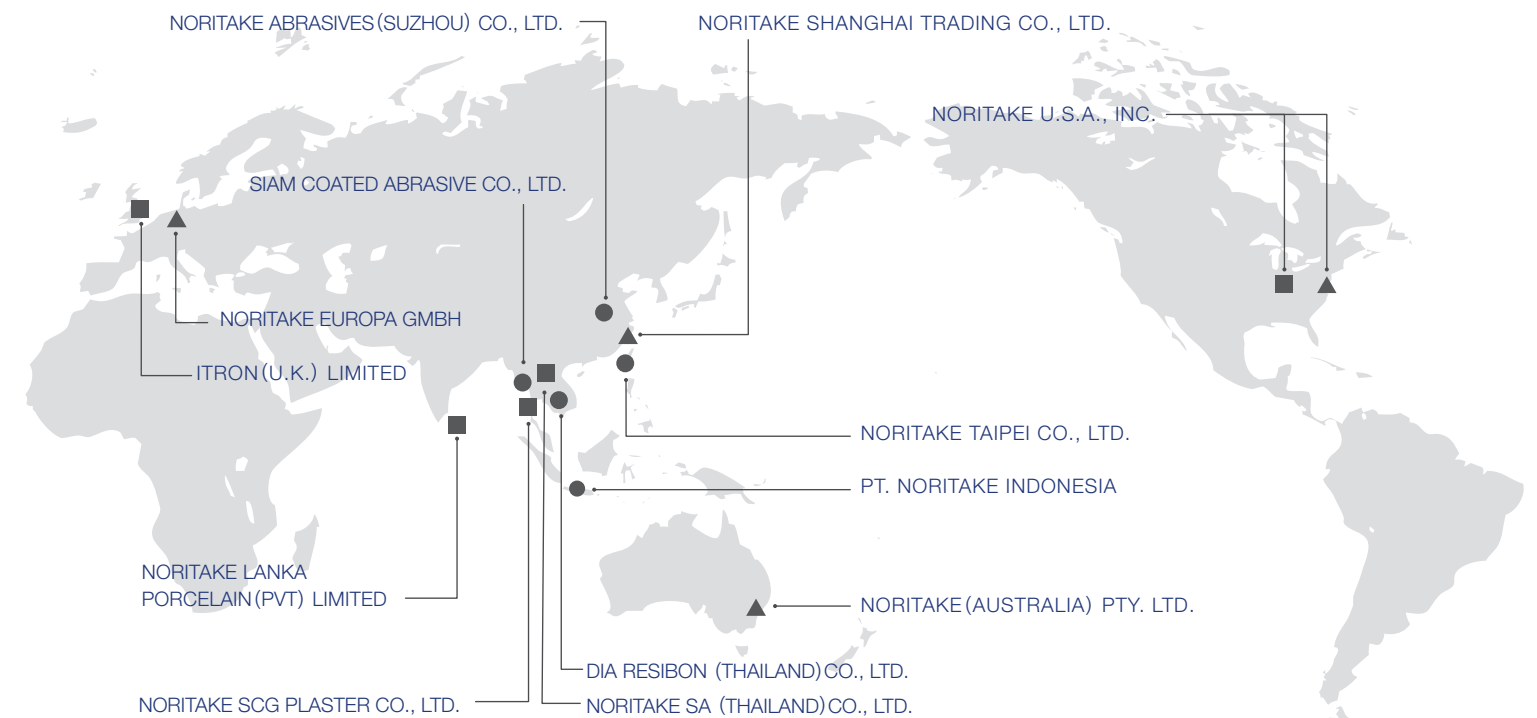 NORITAKE ABRASIVES(SUZHOU) CO., LTD.
NORITAKE SHANGHAI TRADING CO., LTD.
NORITAKE U.S.A., INC.
SIAM COATED ABRASIVE CO., LTD.
NORITAKE EUROPA GMBH
ITRON(U.K.) LIMITED
NORITAKE TAIPEI CO., LTD.
PT. NORITAKE INDONESIA
NORITAKE LANKA
PORCELAIN(PVT) LIMITED
NORITAKE(AUSTRALIA) PTY. LTD.
DIA RESIBON (THAILAND)CO., LTD.
NORITAKE SCG PLASTER CO., LTD.
NORITAKE SA (THAILAND)CO., LTD.